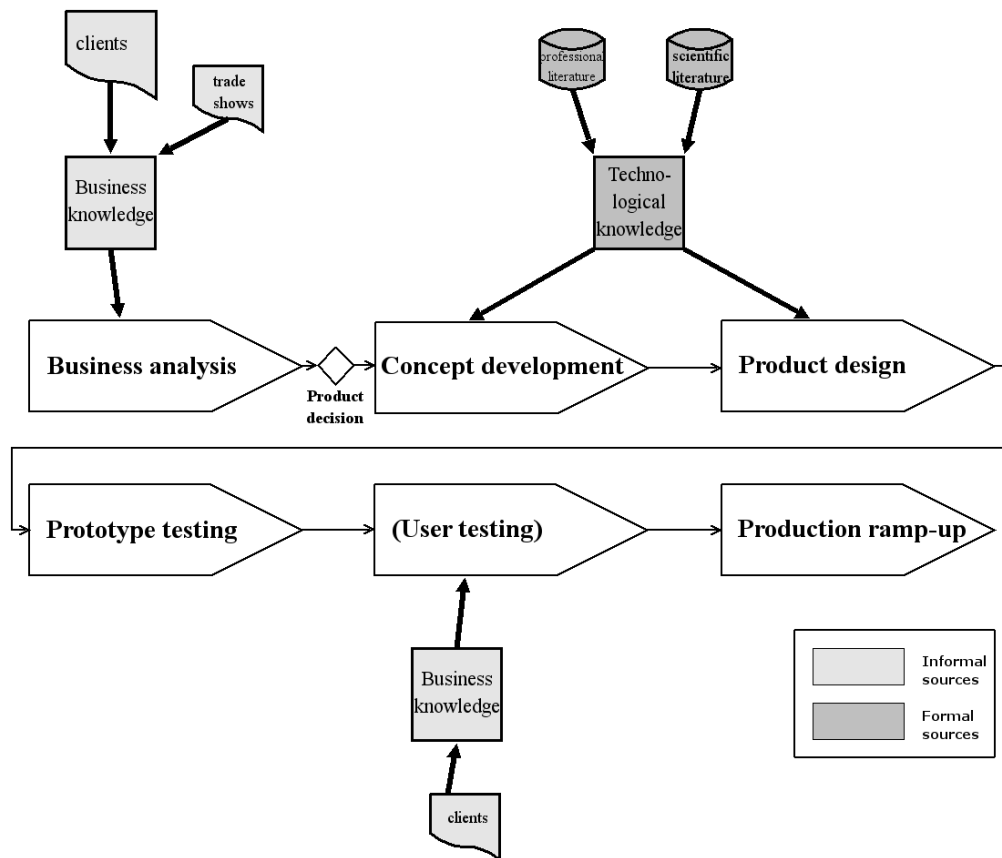 clients
trade
shows
professional
literature
scientific
literature
Business
knowledge
Techno-
logical
knowledge
Business analysis
Product
decision
Concept development
Product design
Prototype testing
(User testing)
Production ramp-up
Business
knowledge
clients
Informal
sources
Formal
sources